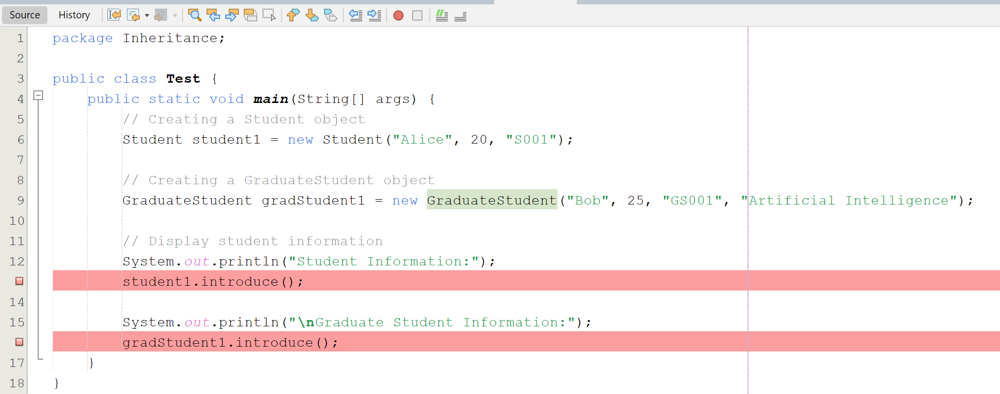 Source History
1 package Inheritance;
2
3 public class Test {
4 public static void main(String[] args) {
5 // Creating a Student object
6 Student student1 = new Student("Alice", 20, "S001");
7
8 // Creating a GraduateStudent object
9 GraduateStudent gradStudent1 = new GraduateStudent("Bob", 25, "GS001", "Artificial Intelligence");
10
11 // Display student information
12 System.out.println("Student Information:");
student1.introduce();
14
15 System.out.println("\nGraduate Student Information:");
gradStudent1.introduce();
17 }
18 }